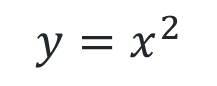 y = x²